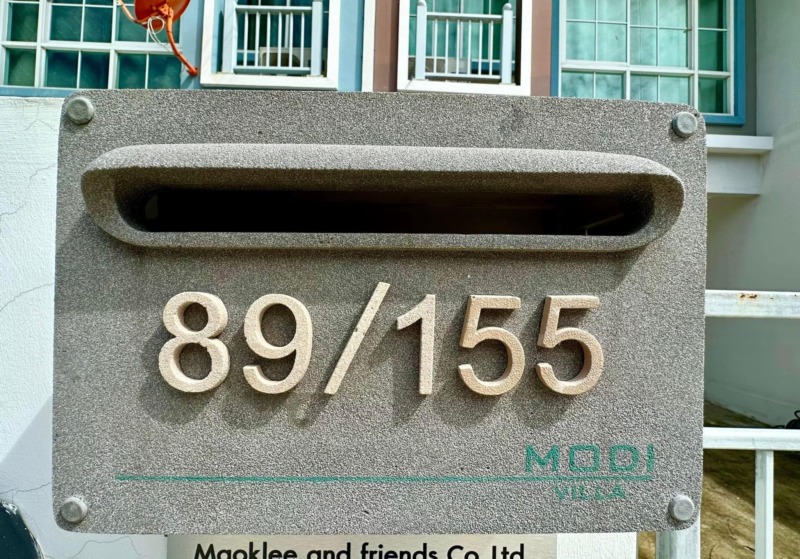 89/155
MODI
VILLA
Maoklee and friends Co.,Ltd.